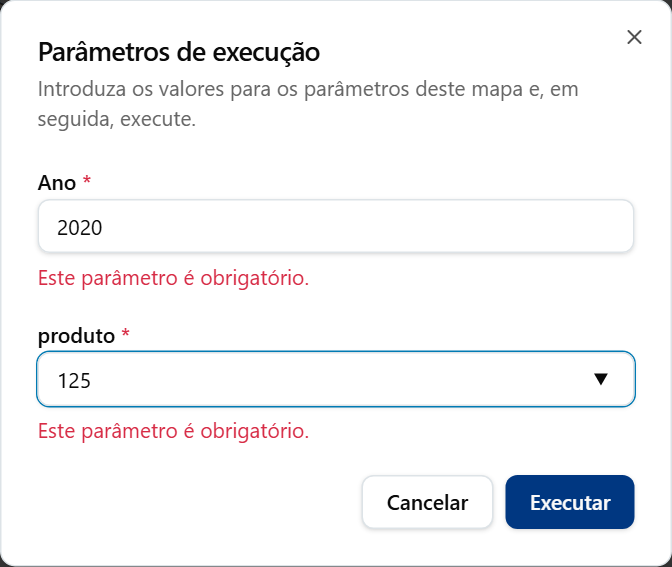 Parâmetros de execução
Introduza os valores para os parâmetros deste mapa e, em
seguida, execute.
Ano *
2020
Este parâmetro é obrigatório.
produto *
125
Este parâmetro é obrigatório.
Cancelar
Executar